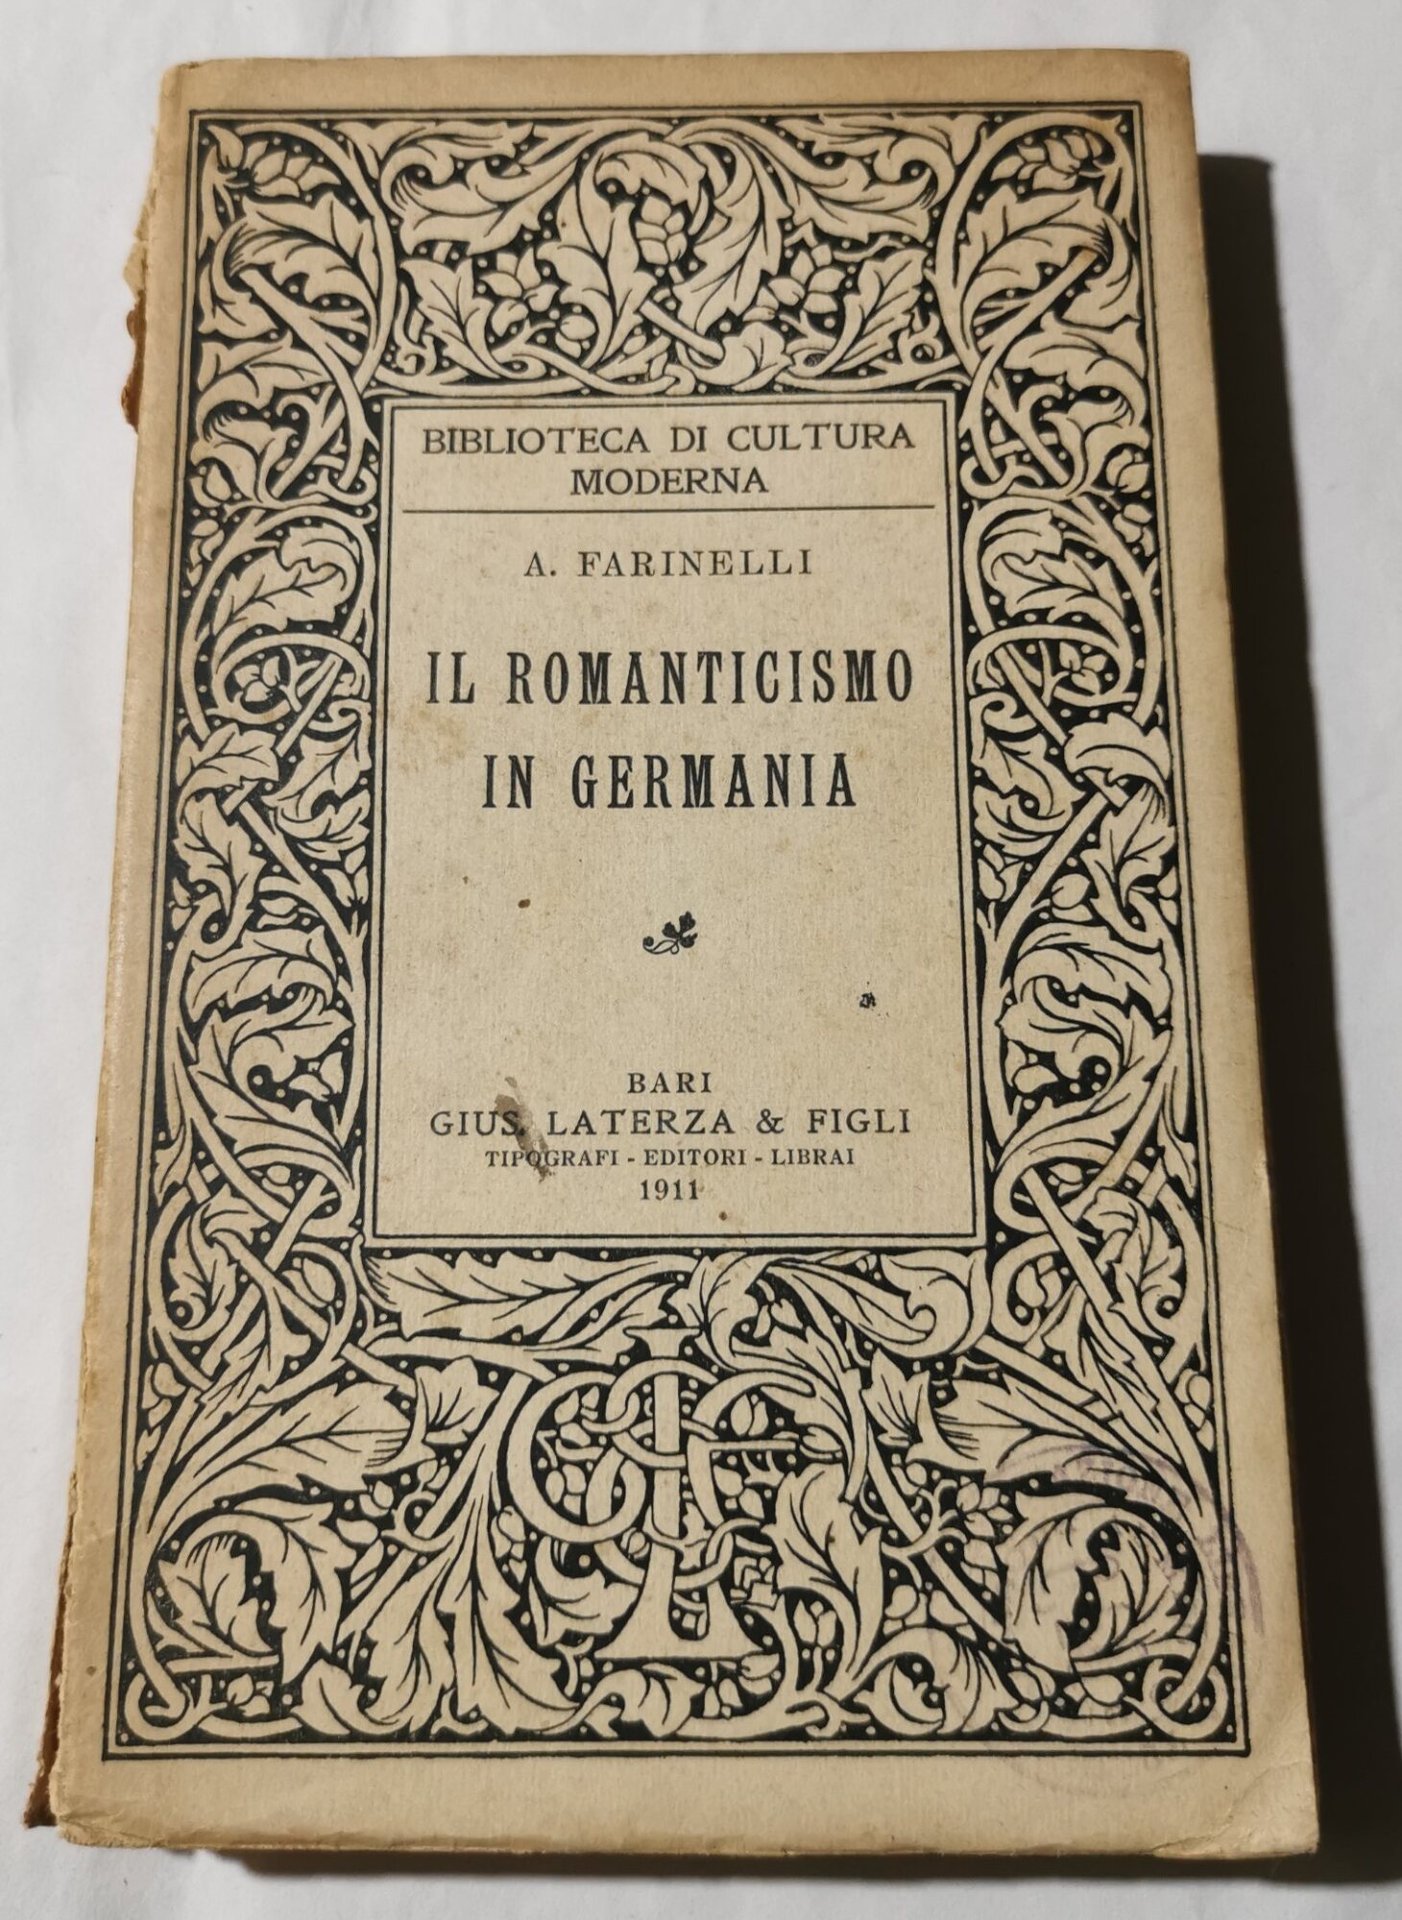 BIBLIOTECA DI CULTURA
MODERNA
A. FARINELLI
IL ROMANTICISMO
IN GERMANIA
BARI
GIUS. LATERZA & FIGLI
TIPOGRAFI - EDITORI - LIBRAI
1911